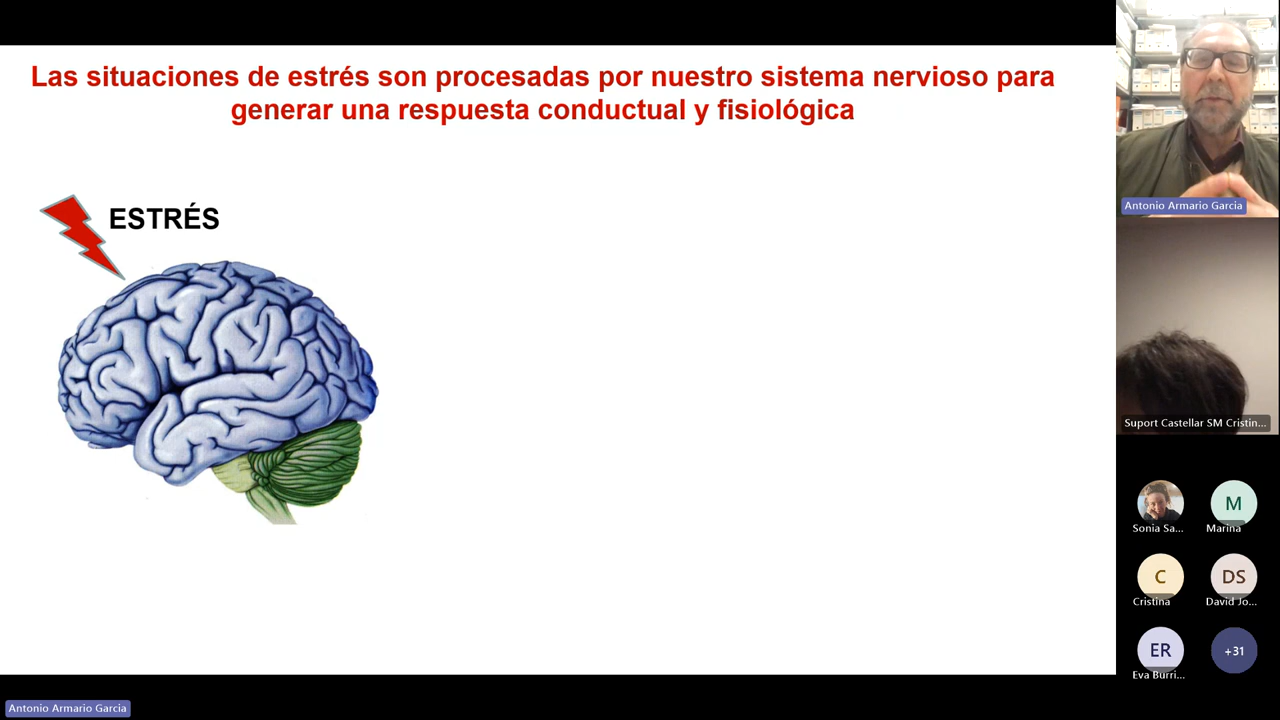 Las situaciones de estrés son procesadas por nuestro sistema nervioso para
generar una respuesta conductual y fisiológica
ESTRÉS
Antonio Armario Garcia
Suport Castellar SM Cristin...
Sonia Sa...
M
Marina
C
Cristina
DS
David Jo...
ER
Eva Burri...
+31
Antonio Armario Garcia